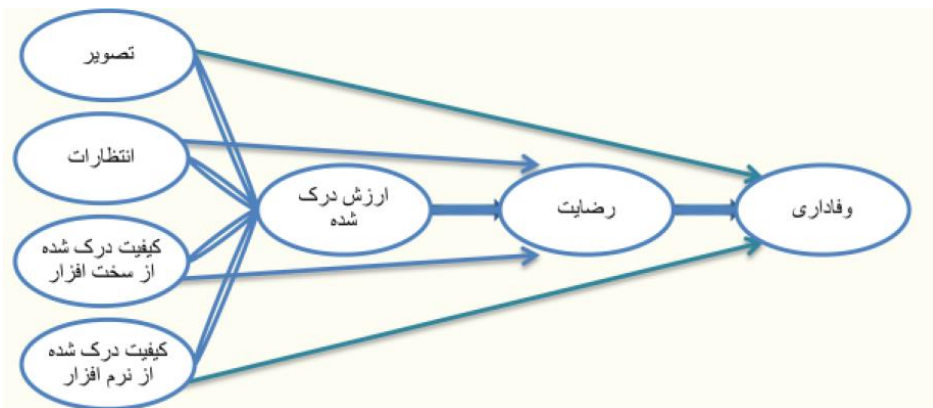 تصویر
انتظارات
کیفیت درک شده
از سخت افزار
کیفیت درک شده
از نرم افزار
ارزش درک
شده
رضایت
وفاداری